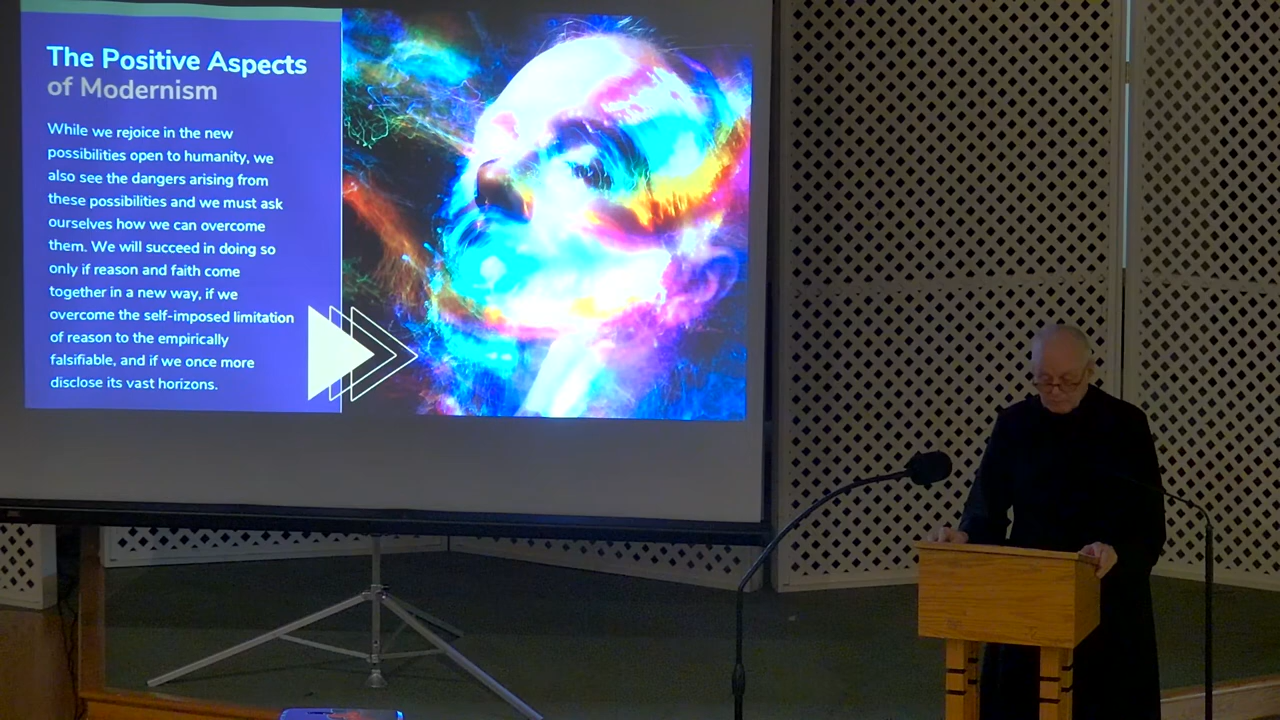 The Positive Aspects
of Modernism
While we rejoice in the new
possibilities open to humanity, we
also see the dangers arising from
these possibilities and we must ask
ourselves how we can overcome
them. We will succeed in doing so
only if reason and faith come
together in a new way, if we
overcome the self-imposed limitation
of reason to the empirically
falsifiable, and if we once more
disclose its vast horizons.